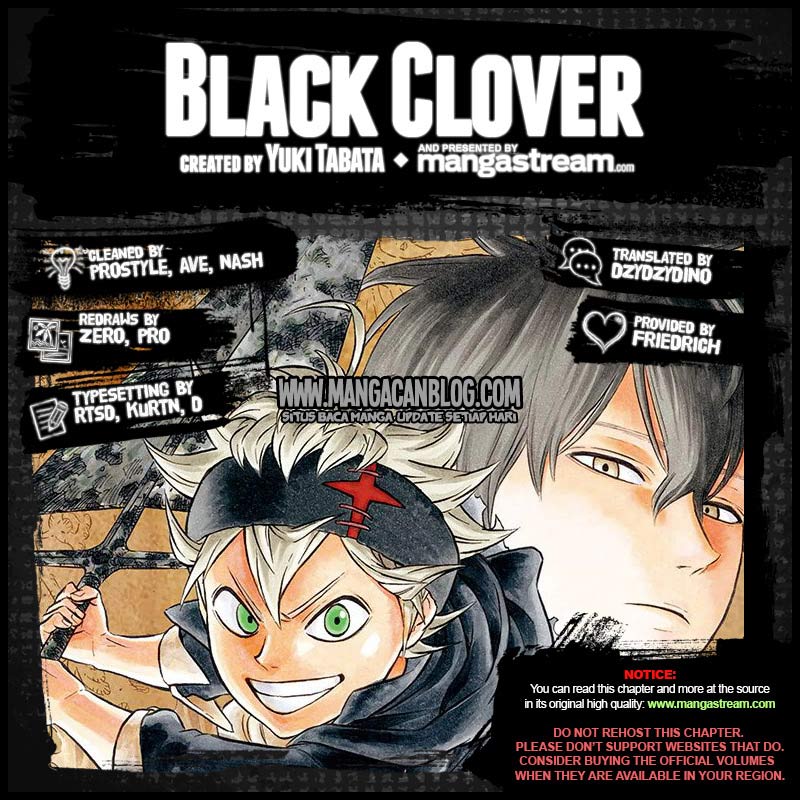 BLACK CLOVER
CREATED BY YUKI TABATA ◆ AND PRESENTED BY mangastream.com
CLEANED BY
PROSTYLE, AVE, NASH
REDRAWS BY
ZERO, PRO
TYPESETTING BY
RTSD, KURTN, D
TRANSLATED BY
DZYDZYDINO
PROVIDED BY
FRIEDRICH
WWW.MANGACANBLOG.COM
SITUS BACA MANGA UPDATE SETIAP HARI
NOTICE:
You can read this chapter and more at the source
in its original high quality: www.mangastream.com
DO NOT REHOST THIS CHAPTER.
PLEASE DON'T SUPPORT WEBSITES THAT DO.
CONSIDER BUYING THE OFFICIAL VOLUMES
WHEN THEY ARE AVAILABLE IN YOUR REGION.